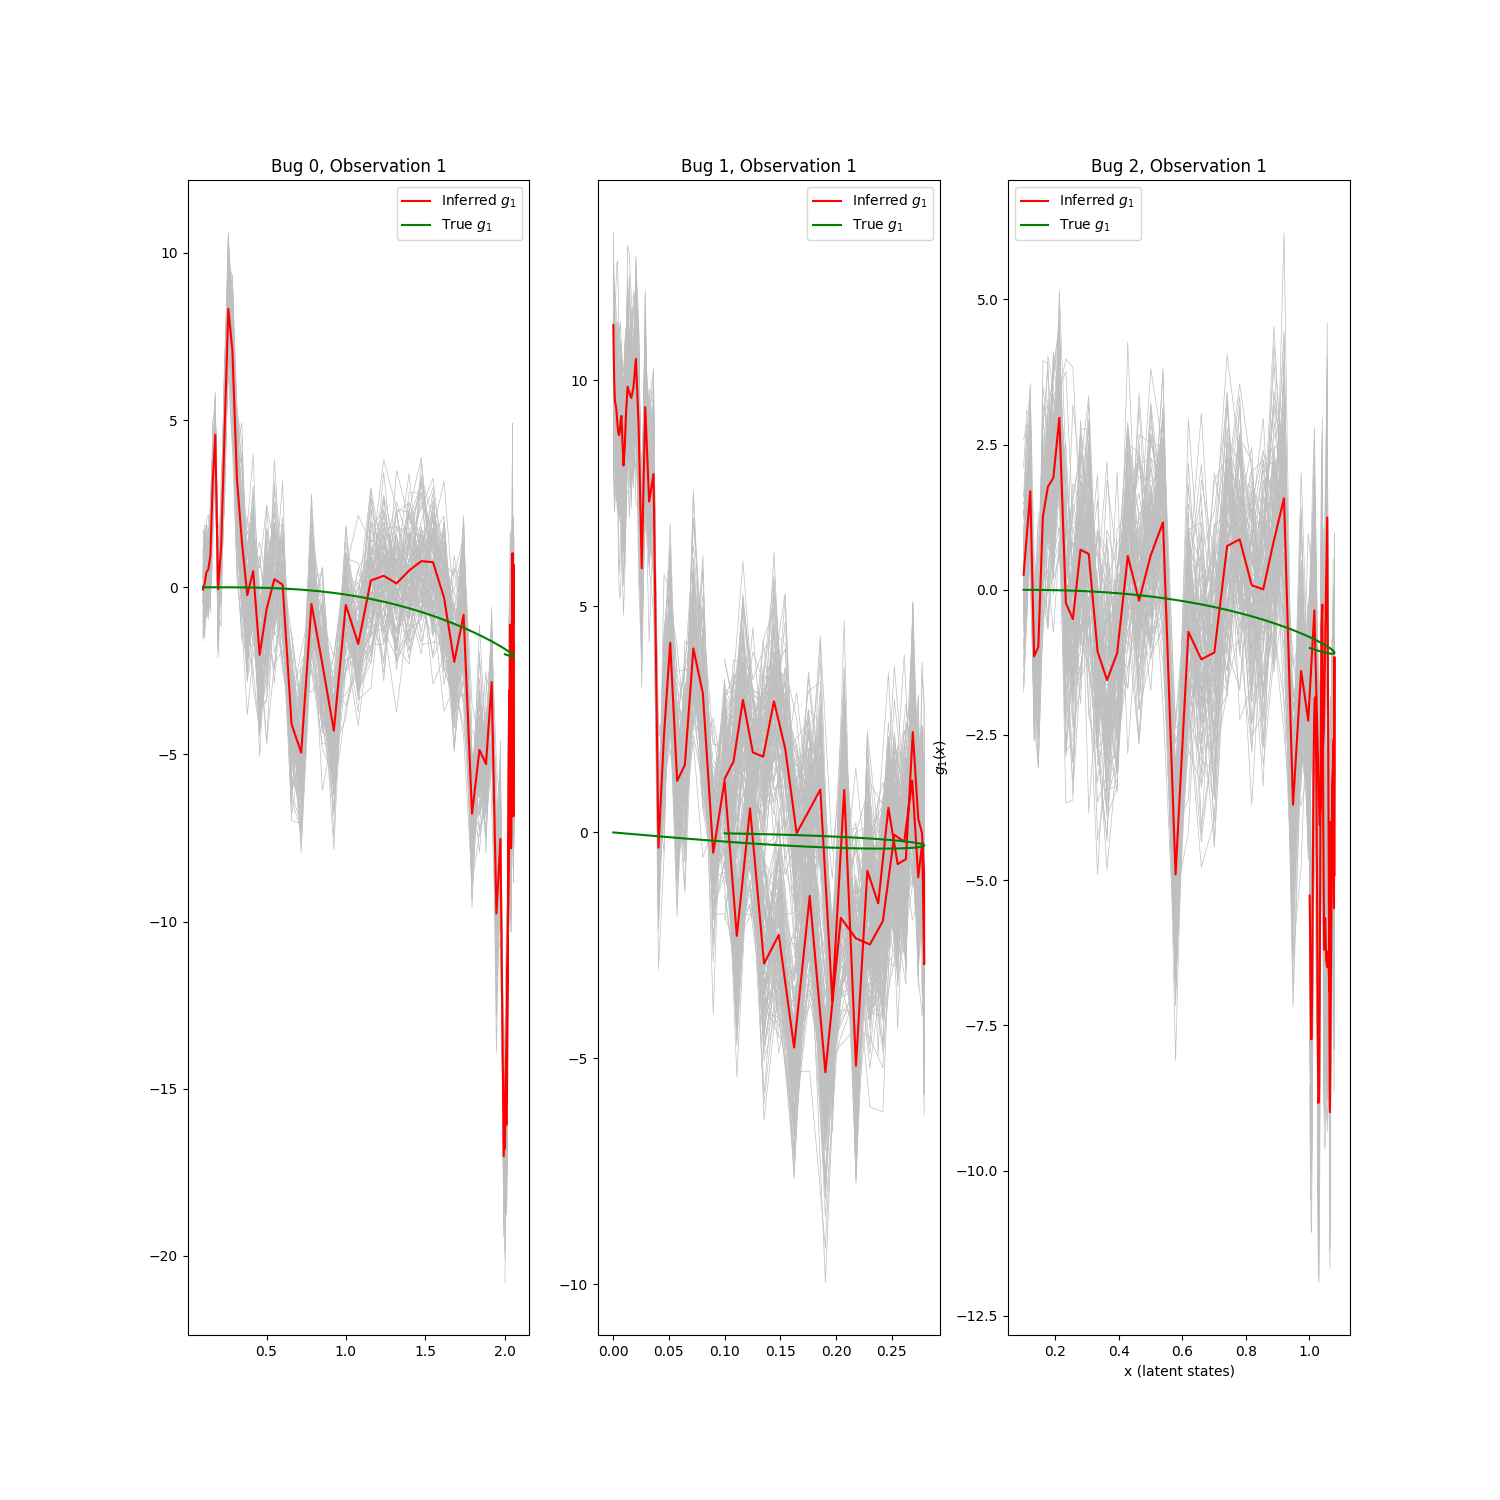 Bug 0, Observation 1
Inferred g₁
True g₁
10
5
0
−5
−10
−15
−20
0.5 1.0 1.5 2.0
Bug 1, Observation 1
Inferred g₁
True g₁
10
5
0
−5
−10
0.00 0.05 0.10 0.15 0.20 0.25
Bug 2, Observation 1
Inferred g₁
True g₁
g₁(x)
5.0
2.5
0.0
−2.5
−5.0
−7.5
−10.0
−12.5
0.2 0.4 0.6 0.8 1.0
x (latent states)